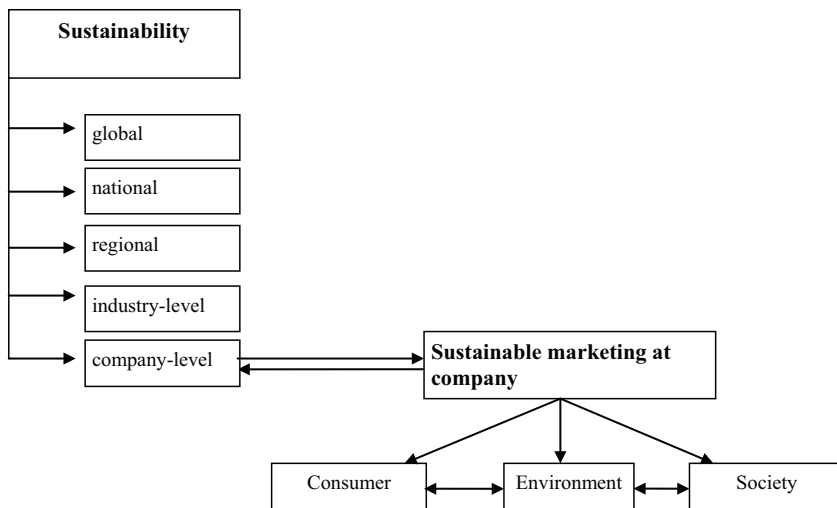 Sustainability
global
national
regional
industry-level
company-level
Sustainable marketing at
company
Consumer
Environment
Society